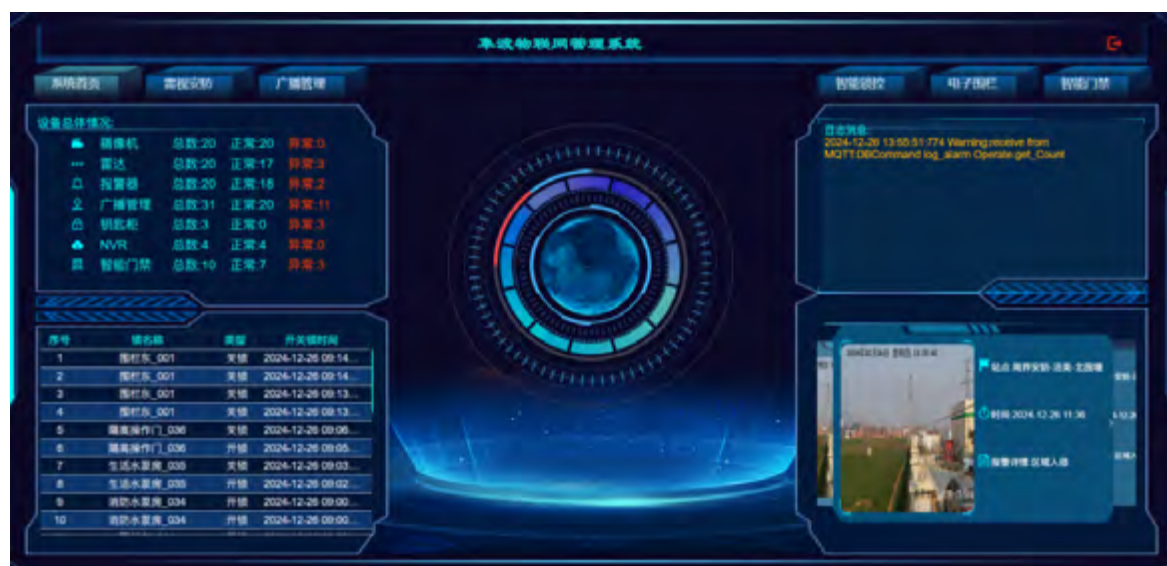 物联网管理系统
系统首页 雷视安防 广播管理 智能锁控 电子围栏 智能门禁
设备总体情况:
摄像机 总数:20 正常:20 异常:0
雷达 总数:20 正常:17 异常:3
报警器 总数:20 正常:18 异常:2
广播管理 总数:31 正常:20 异常:11
钥匙柜 总数:3 正常:0 异常:3
NVR 总数:4 正常:4 异常:0
智能门禁 总数:10 正常:7 异常:3
日志消息:
2024-12-26 13:55:51:774 Warning:receive from
MQTT:DBCommand log_alarm Operate:get_Count
序号 锁名称 类型 开关锁时间
1 围栏东_001 关锁 2024-12-26 09:14...
2 围栏东_001 关锁 2024-12-26 09:14...
3 围栏东_001 关锁 2024-12-26 09:13...
4 围栏东_001 关锁 2024-12-26 09:13...
5 隔离操作门_036 关锁 2024-12-26 09:06...
6 隔离操作门_036 开锁 2024-12-26 09:05...
7 生活水泵房_035 关锁 2024-12-26 09:03...
8 生活水泵房_035 关锁 2024-12-26 09:02...
9 消防水泵房_034 开锁 2024-12-26 09:00...
10 消防水泵房_034 开锁 2024-12-26 09:00...
时间:2024-12-26 11:36
报警详情:区域入侵